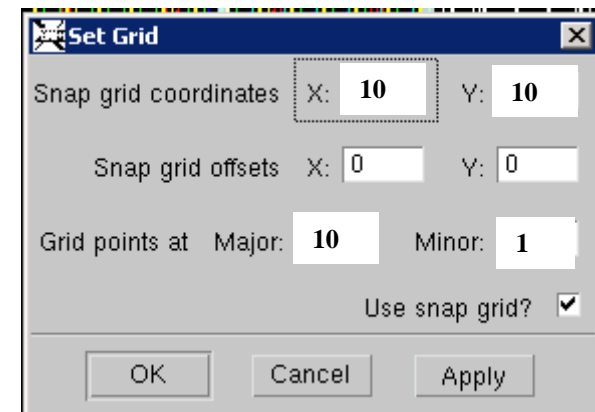 Set Grid
Snap grid coordinates X: 10 Y: 10
Snap grid offsets X: 0 Y: 0
Grid points at Major: 10 Minor: 1
Use snap grid?
OK Cancel Apply